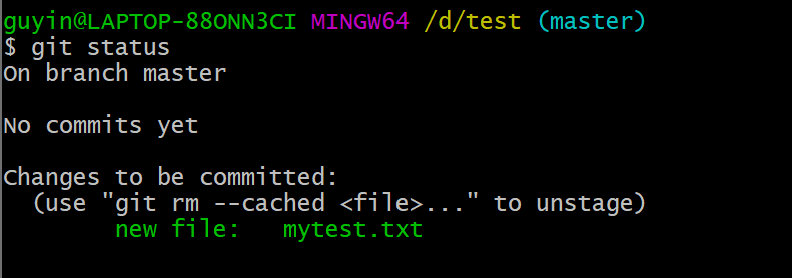 guyin@LAPTOP-88ONN3CI MINGW64 /d/test (master)
$ git status
On branch master
No commits yet
Changes to be committed:
(use "git rm --cached <file>..." to unstage)
new file:   mytest.txt